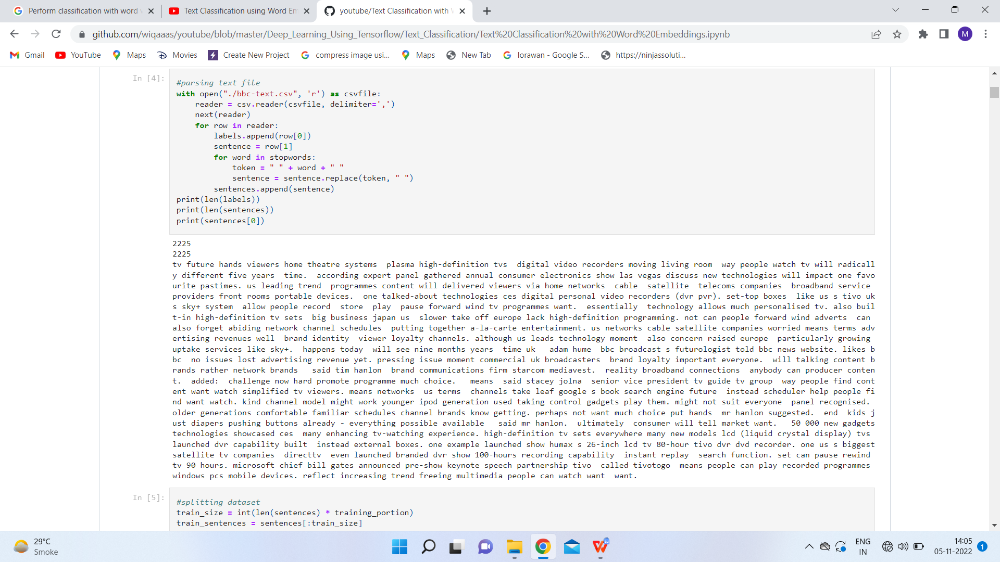 Perform classification with word v
Text Classification using Word Em
youtube/Text Classification with W
github.com/wiqaaas/youtube/blob/master/Deep_Learning_Using_Tensorflow/Text_Classification/Text%20Classification%20with%20Word%20Embeddings.ipynb
M
Gmail
YouTube
Maps
Movies
Create New Project
compress image usi...
Maps
New Tab
lorawan - Google S...
https://ninjassoluti...
In [4]:
#parsing text file
with open("./bbc-text.csv", 'r') as csvfile:
    reader = csv.reader(csvfile, delimiter=',')
    next(reader)
    for row in reader:
        labels.append(row[0])
        sentence = row[1]
        for word in stopwords:
            token = " " + word + " "
            sentence = sentence.replace(token, " ")
        sentences.append(sentence)
print(len(labels))
print(len(sentences))
print(sentences[0])
2225
2225
tv future hands viewers home theatre systems  plasma high-definition tvs  digital video recorders moving living room  way people watch tv will radicall
y different five years  time.  according expert panel gathered annual consumer electronics show las vegas discuss new technologies will impact one favo
urite pastimes. us leading trend  programmes content will delivered viewers via home networks  cable  satellite  telecoms companies  broadband service
providers front rooms portable devices.  one talked-about technologies ces digital personal video recorders (dvr pvr). set-top boxes  like us s tivo uk
s sky+ system  allow people record  store  play  pause forward wind tv programmes want.  essentially  technology allows much personalised tv. also buil
t-in high-definition tv sets  big business japan us  slower take off europe lack high-definition programming. not can people forward wind adverts  can
also forget abiding network channel schedules  putting together a-la-carte entertainment. us networks cable satellite companies worried means terms adv
ertising revenues well  brand identity  viewer loyalty channels. although us leads technology moment  also concern raised europe  particularly growing
uptake services like sky+.  happens today  will see nine months years  time uk   adam hume  bbc broadcast s futurologist told bbc news website. likes b
bc  no issues lost advertising revenue yet. pressing issue moment commercial uk broadcasters  brand loyalty important everyone.  will talking content b
rands rather network brands   said tim hanlon  brand communications firm starcom mediavest.  reality broadband connections  anybody can producer conten
t.  added:  challenge now hard promote programme much choice.   means  said stacey jolna  senior vice president tv guide tv group  way people find cont
ent want watch simplified tv viewers. means networks  us terms  channels take leaf google s book search engine future  instead scheduler help people fi
nd want watch. kind channel model might work younger ipod generation used taking control gadgets play them. might not suit everyone  panel recognised.
older generations comfortable familiar schedules channel brands know getting. perhaps not want much choice put hands  mr hanlon suggested.  end  kids j
ust diapers pushing buttons already - everything possible available   said mr hanlon.  ultimately  consumer will tell market want.   50 000 new gadgets
technologies showcased ces  many enhancing tv-watching experience. high-definition tv sets everywhere many new models lcd (liquid crystal display) tvs
launched dvr capability built  instead external boxes. one example launched show humax s 26-inch lcd tv 80-hour tivo dvr dvd recorder. one us s biggest
satellite tv companies  directtv  even launched branded dvr show 100-hours recording capability  instant replay  search function. set can pause rewind
tv 90 hours. microsoft chief bill gates announced pre-show keynote speech partnership tivo  called tivotogo  means people can play recorded programmes
windows pcs mobile devices. reflect increasing trend freeing multimedia people can watch want  want.
In [5]:
#splitting dataset
train_size = int(len(sentences) * training_portion)
train_sentences = sentences[:train_size]
29°C
Smoke
ENG
IN
14:05
05-11-2022
1